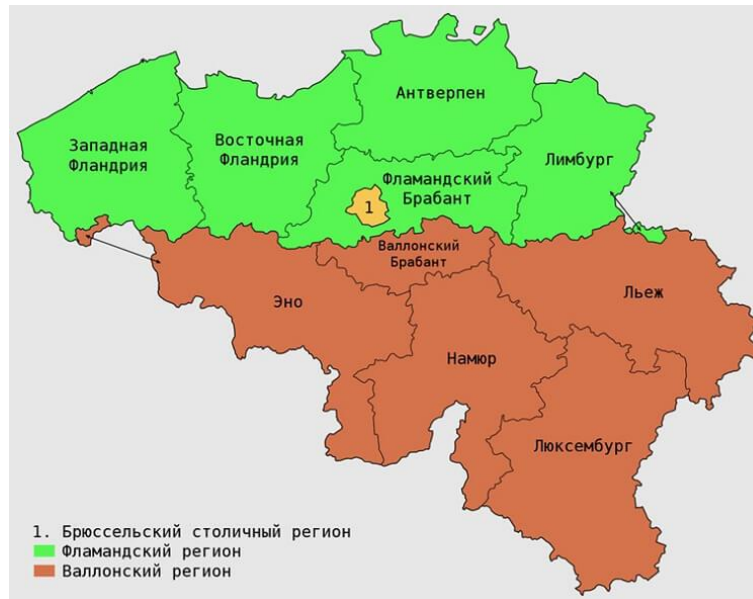 Антверпен
Западная
Фландрия
Восточная
Фландрия
Лимбург
Фламандский
Брабант
1
Валлонский
Брабант
Эно
Льеж
Намюр
Люксембург
1. Брюссельский столичный регион
Фламандский регион
Валлонский регион